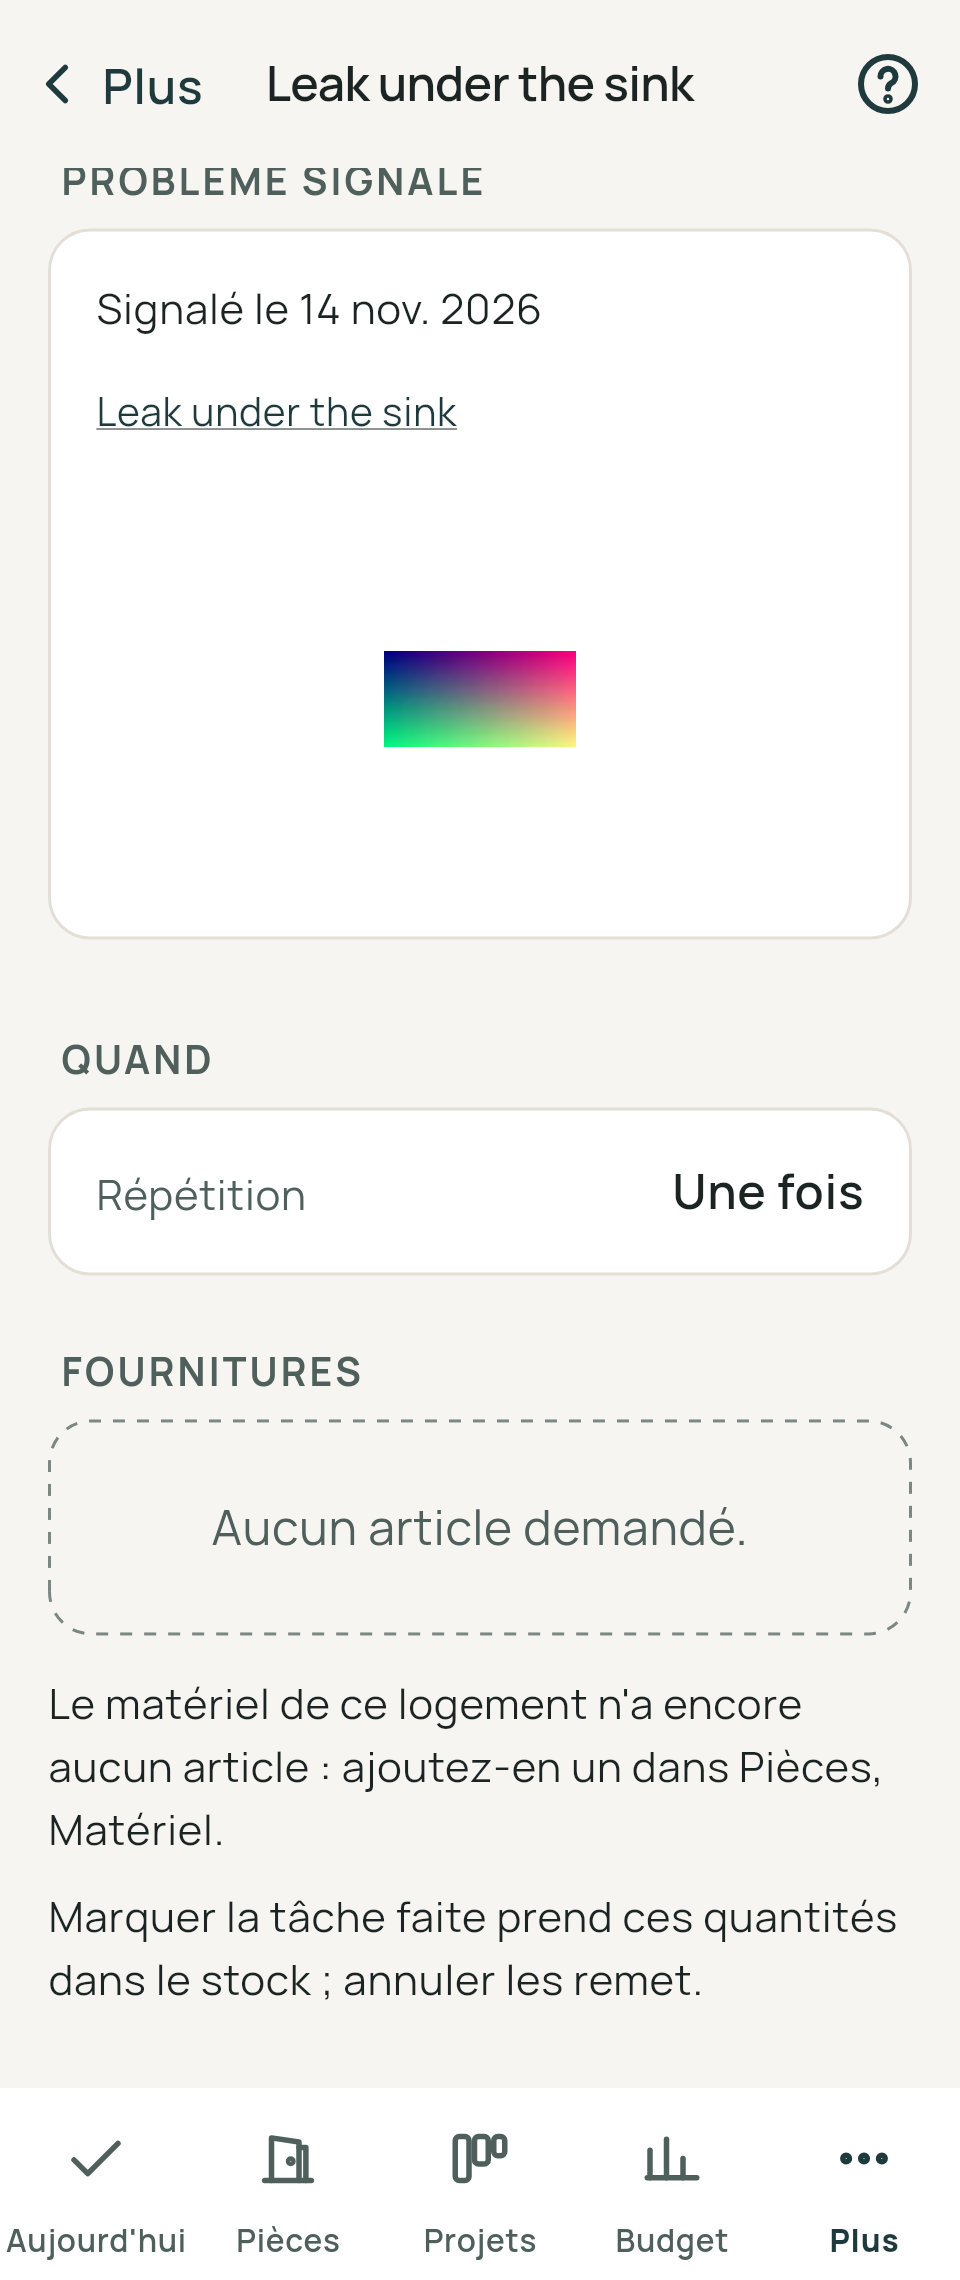 Plus
Leak under the sink
PROBLEME SIGNALE
Signalé le 14 nov. 2026
Leak under the sink
QUAND
Répétition
Une fois
FOURNITURES
Aucun article demandé.
Le matériel de ce logement n'a encore
aucun article : ajoutez-en un dans Pièces,
Matériel.
Marquer la tâche faite prend ces quantités
dans le stock ; annuler les remet.
Aujourd'hui
Pièces
Projets
Budget
Plus